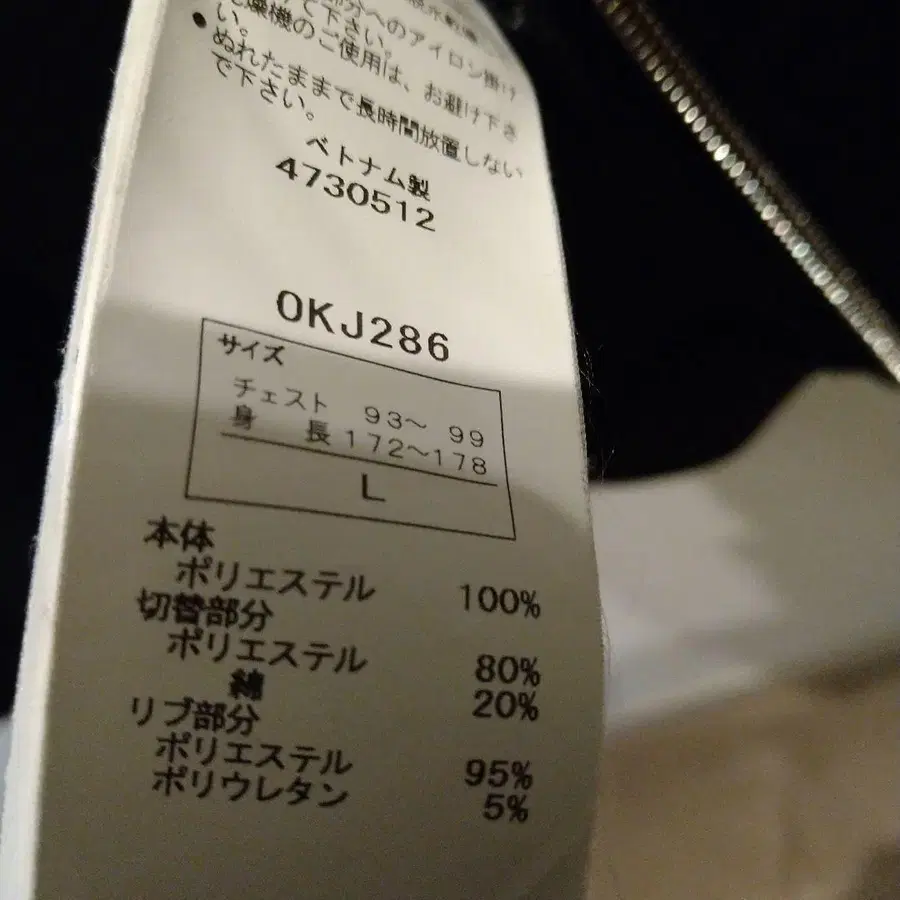 部分へのアイロン掛け
けて下さい。
燥機のご使用は、お避け下さ
い。
●ぬれたままで長時間放置しない
で下さい。
ベトナム製
4730512
OKJ286
サイズ
チェスト 93～ 99
身 長 172～178
L
本体
ポリエステル 100%
切替部分
ポリエステル 80%
綿 20%
リブ部分
ポリエステル 95%
ポリウレタン 5%